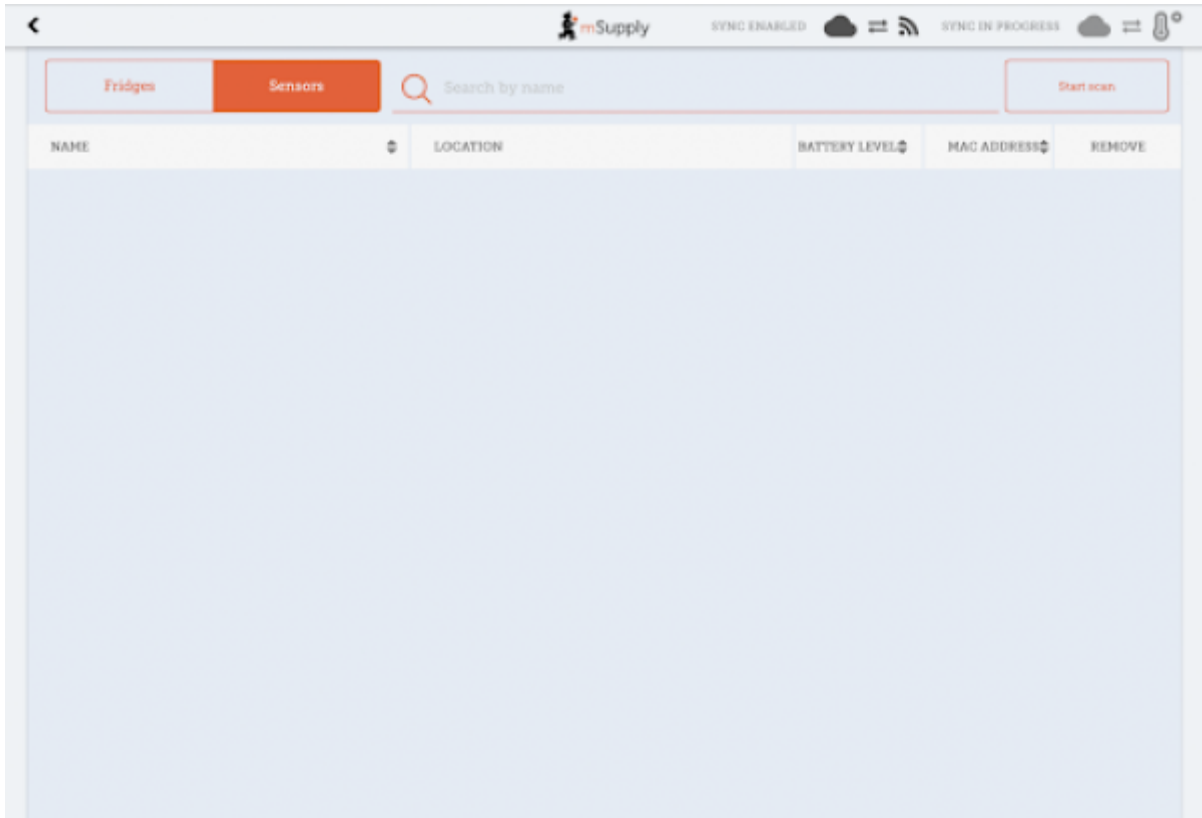 mSupply SYNC ENABLED SYNC IN PROGRESS
Fridges Sensors Search by name Start scan
NAME LOCATION BATTERY LEVEL MAC ADDRESS REMOVE